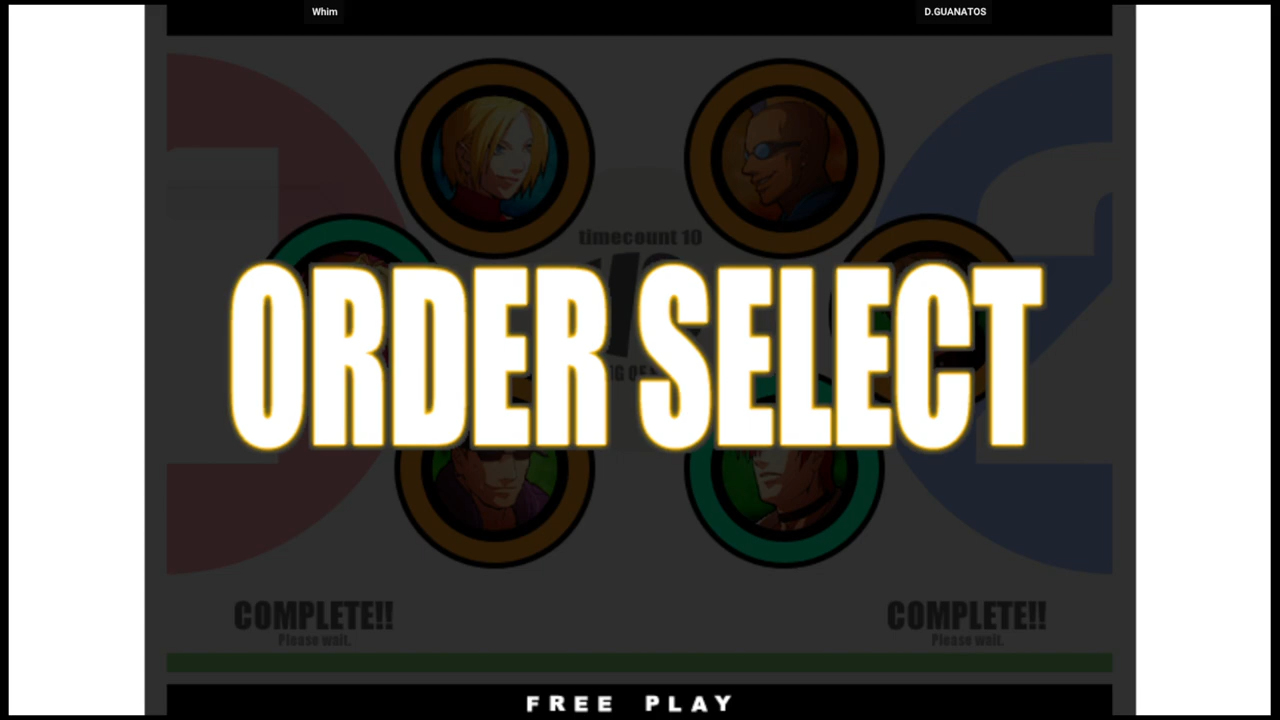 Whim
D.GUANATOS
timecount 10
ORDER SELECT
COMPLETE!!
Please wait.
COMPLETE!!
Please wait.
FREE PLAY